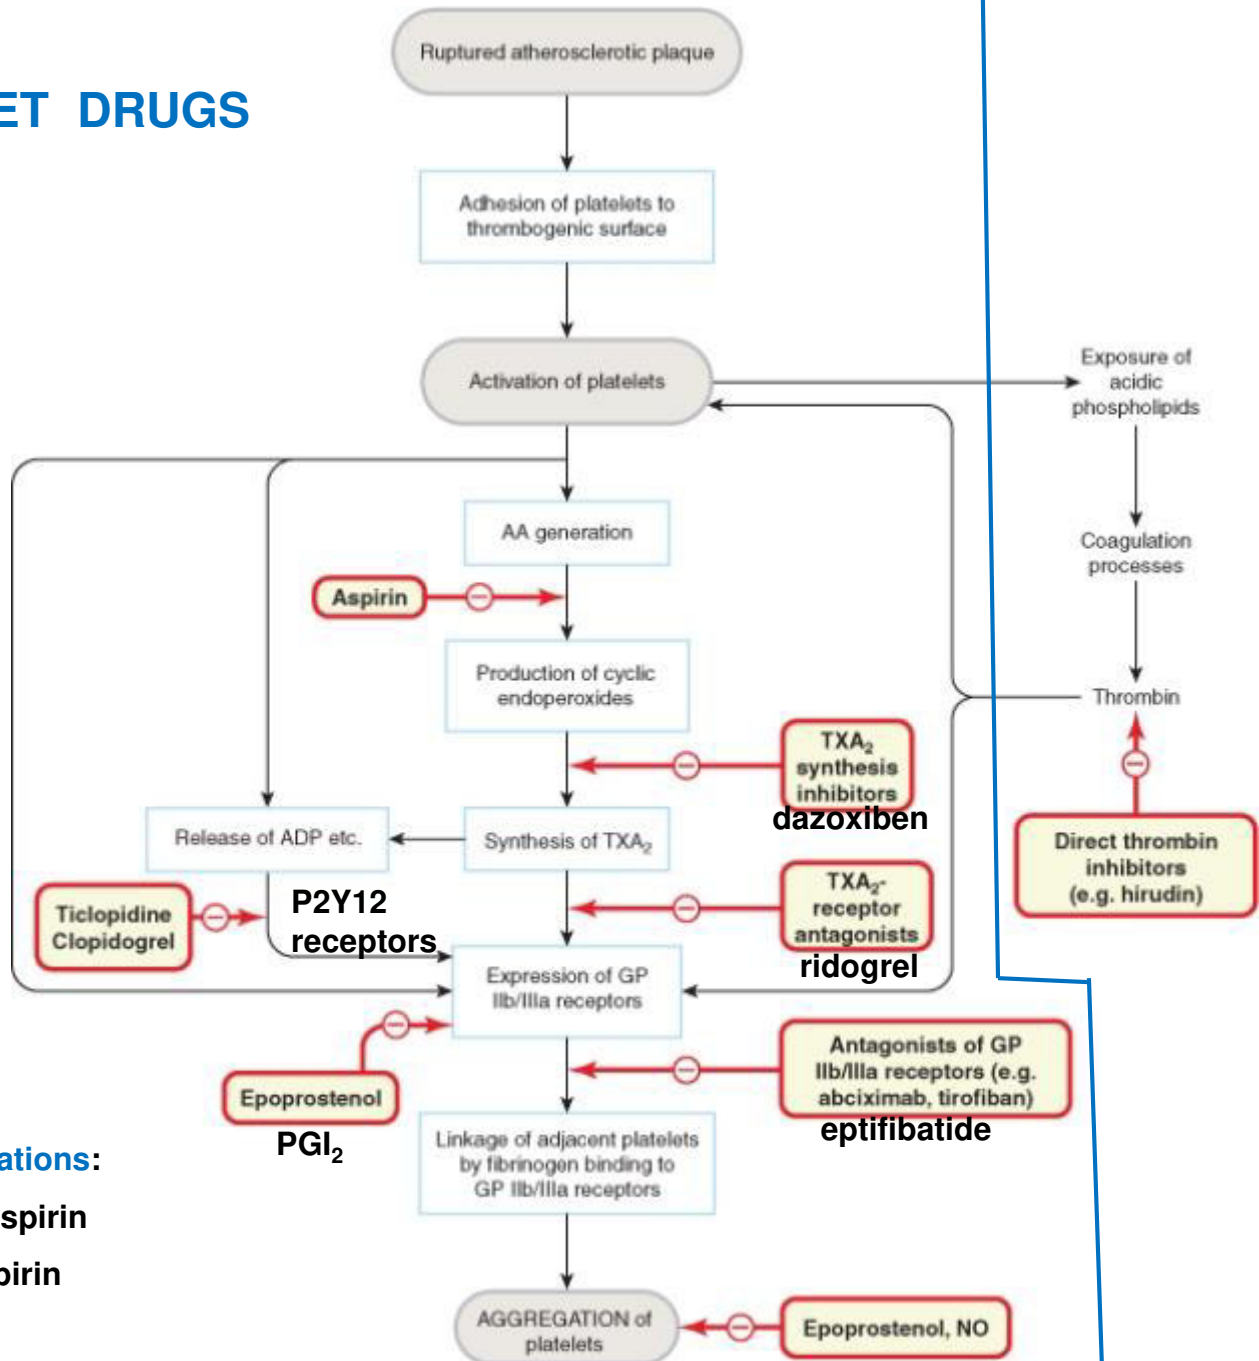 Ruptured atherosclerotic plaque
ET DRUGS
Adhesion of platelets to
thrombogenic surface
Activation of platelets
Exposure of
acidic
phospholipids
AA generation
Coagulation
processes
Aspirin
Production of cyclic
endoperoxides
Thrombin
TXA₂
synthesis
inhibitors
dazoxiben
Release of ADP etc.
Synthesis of TXA₂
Direct thrombin
inhibitors
(e.g. hirudin)
TXA₂-
receptor
antagonists
ridogrel
Ticlopidine
Clopidogrel
P2Y12
receptors
Expression of GP
IIb/IIIa receptors
Antagonists of GP
IIb/IIIa receptors (e.g.
abciximab, tirofiban)
eptifibatide
Epoprostenol
PGI₂
Linkage of adjacent platelets
by fibrinogen binding to
GP IIb/IIIa receptors
ations:
spirin
pirin
AGGREGATION of
platelets
Epoprostenol, NO